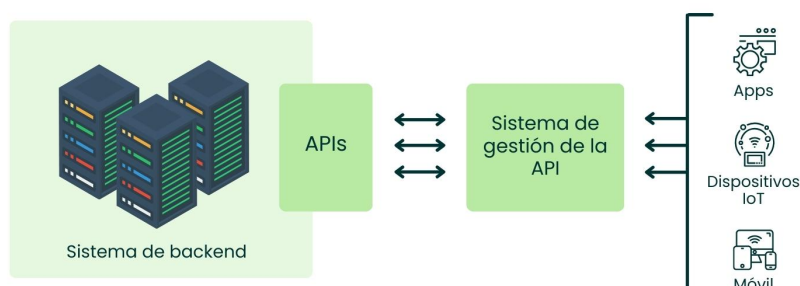 Sistema de backend
APIs
Sistema de
gestión de la
API
Apps
Dispositivos
IoT
Móvil